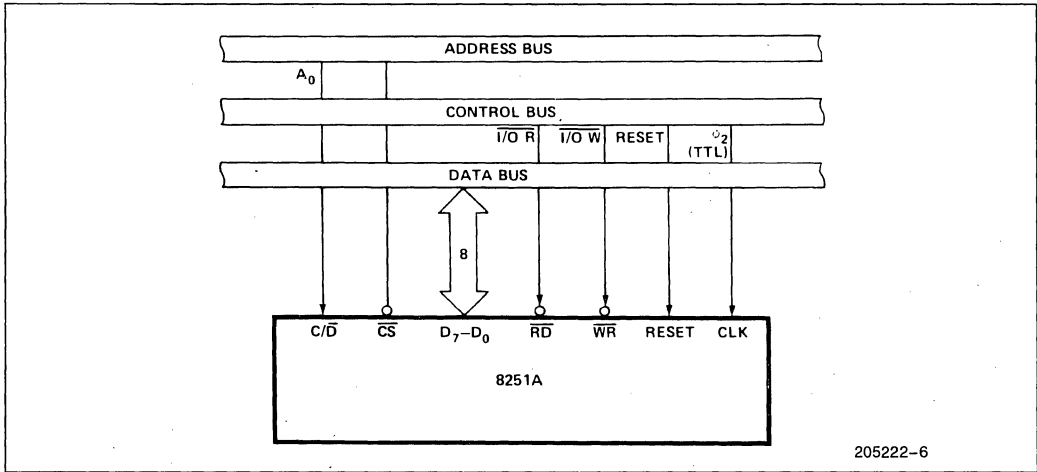 ADDRESS BUS
A₀
CONTROL BUS
I/O R I/O W RESET ₂
(TTL)
DATA BUS
8
C/D CS D₇–D₀ RD WR RESET CLK
8251A
205222-6